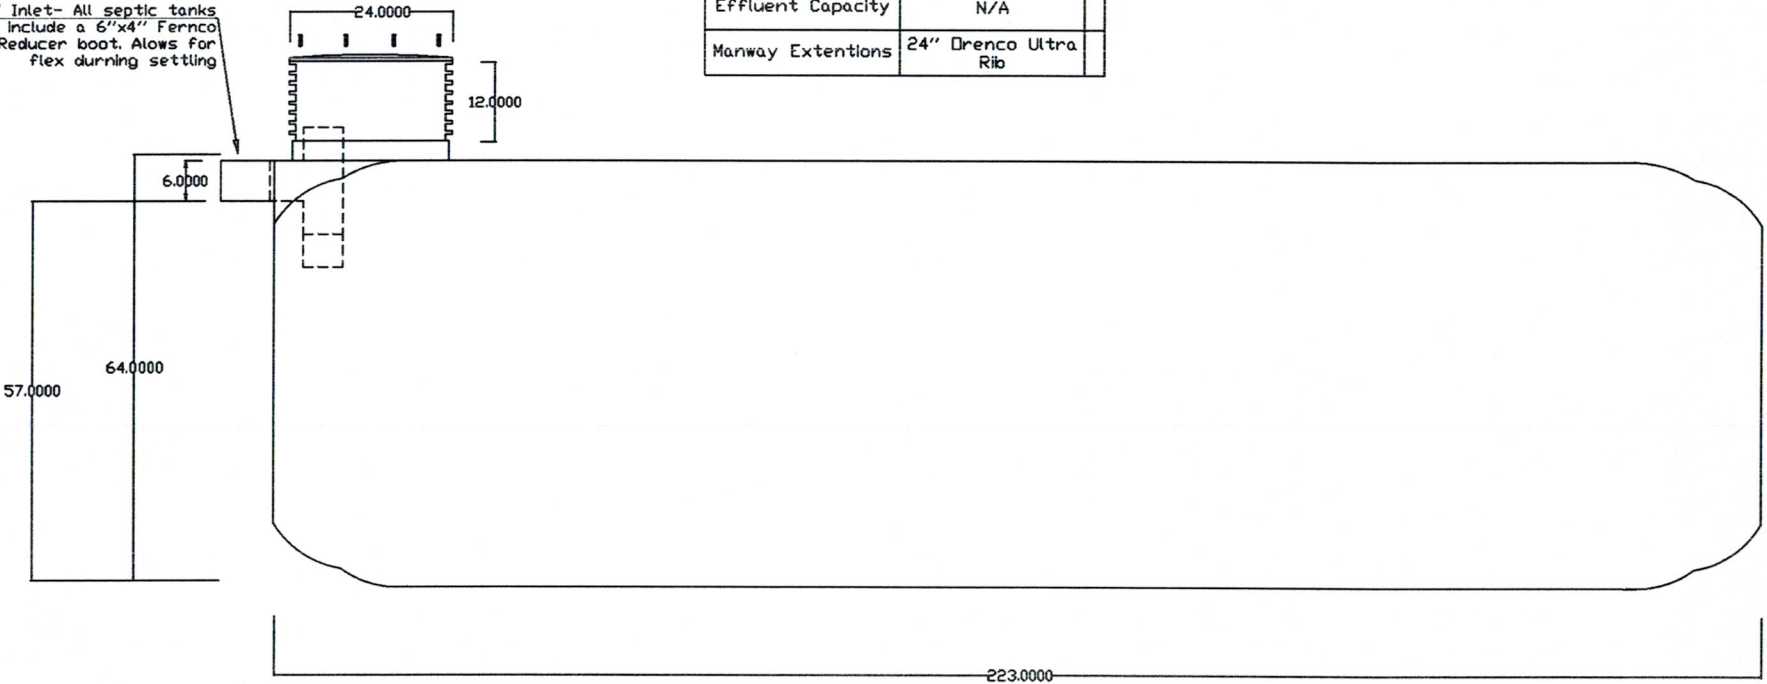 Inlet- All septic tanks
include a 6"x4" Fernco
Reducer boot. Alows for
flex durning settling
24.0000
Effluent Capacity N/A
Manway Extentions 24" Orenco Ultra
Rib
12.0000
6.0000
64.0000
57.0000
223.0000